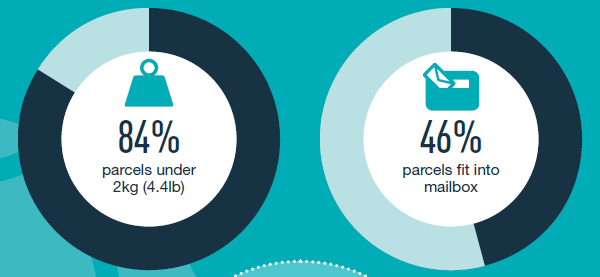 84%
parcels under
2kg (4.4lb)
46%
parcels fit into
mailbox